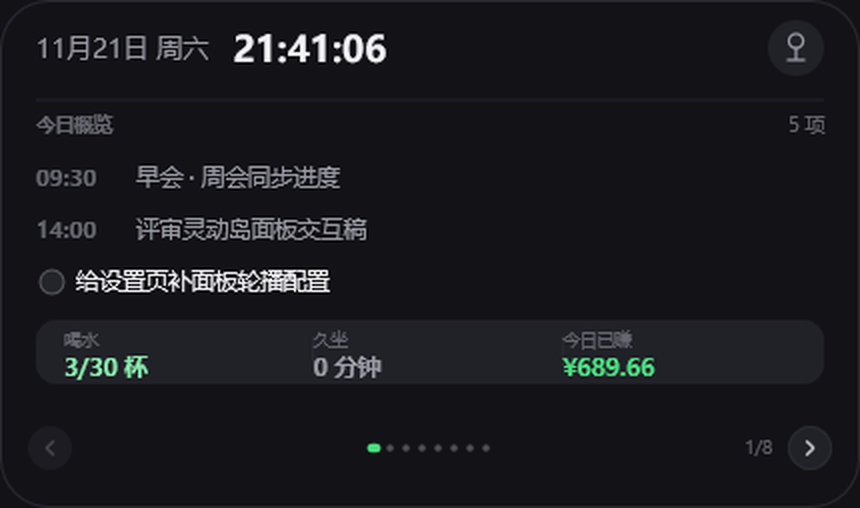 11月21日 周六 21:41:06
今日概览 5 项
09:30 早会 · 周会同步进度
14:00 评审灵动岛面板交互稿
给设置页补面板轮播配置
喝水 久坐 今日已赚
3/30 杯 0 分钟 ¥689.66
1/8